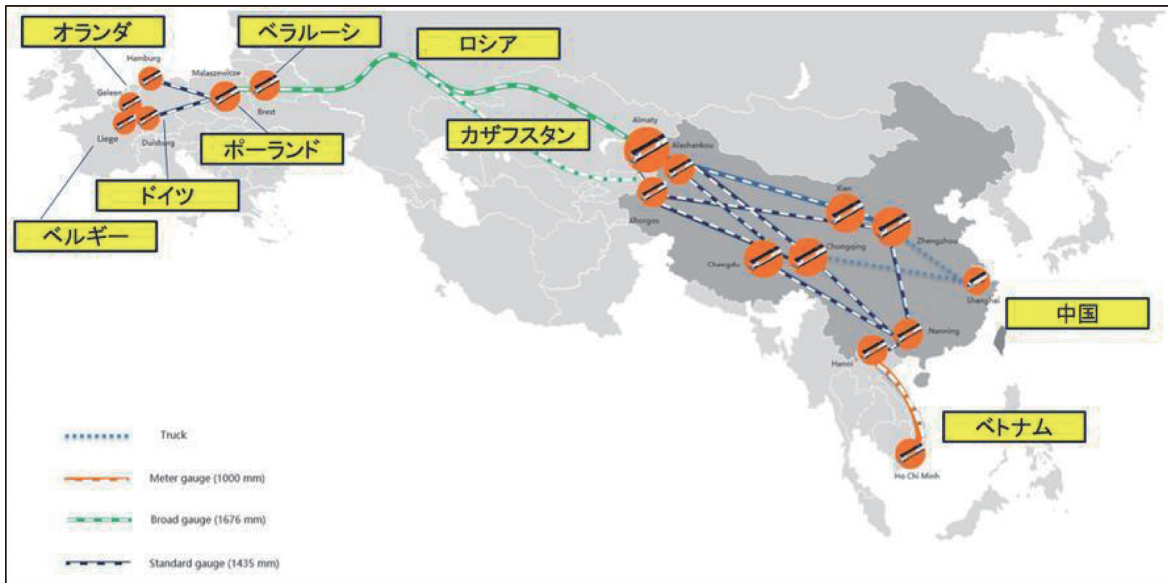 オランダ
ベラルーシ
ロシア
Hamburg
Malaszewicze
Geleen
Brest
Liege
Duisburg
ポーランド
カザフスタン
ドイツ
ベルギー
Almaty
Alashankou
Khorgos
Xian
Zhengzhou
Chongqing
Chengdu
Shanghai
中国
Nanning
Hanoi
ベトナム
Ho Chi Minh
Truck
Meter gauge (1000 mm)
Broad gauge (1676 mm)
Standard gauge (1435 mm)